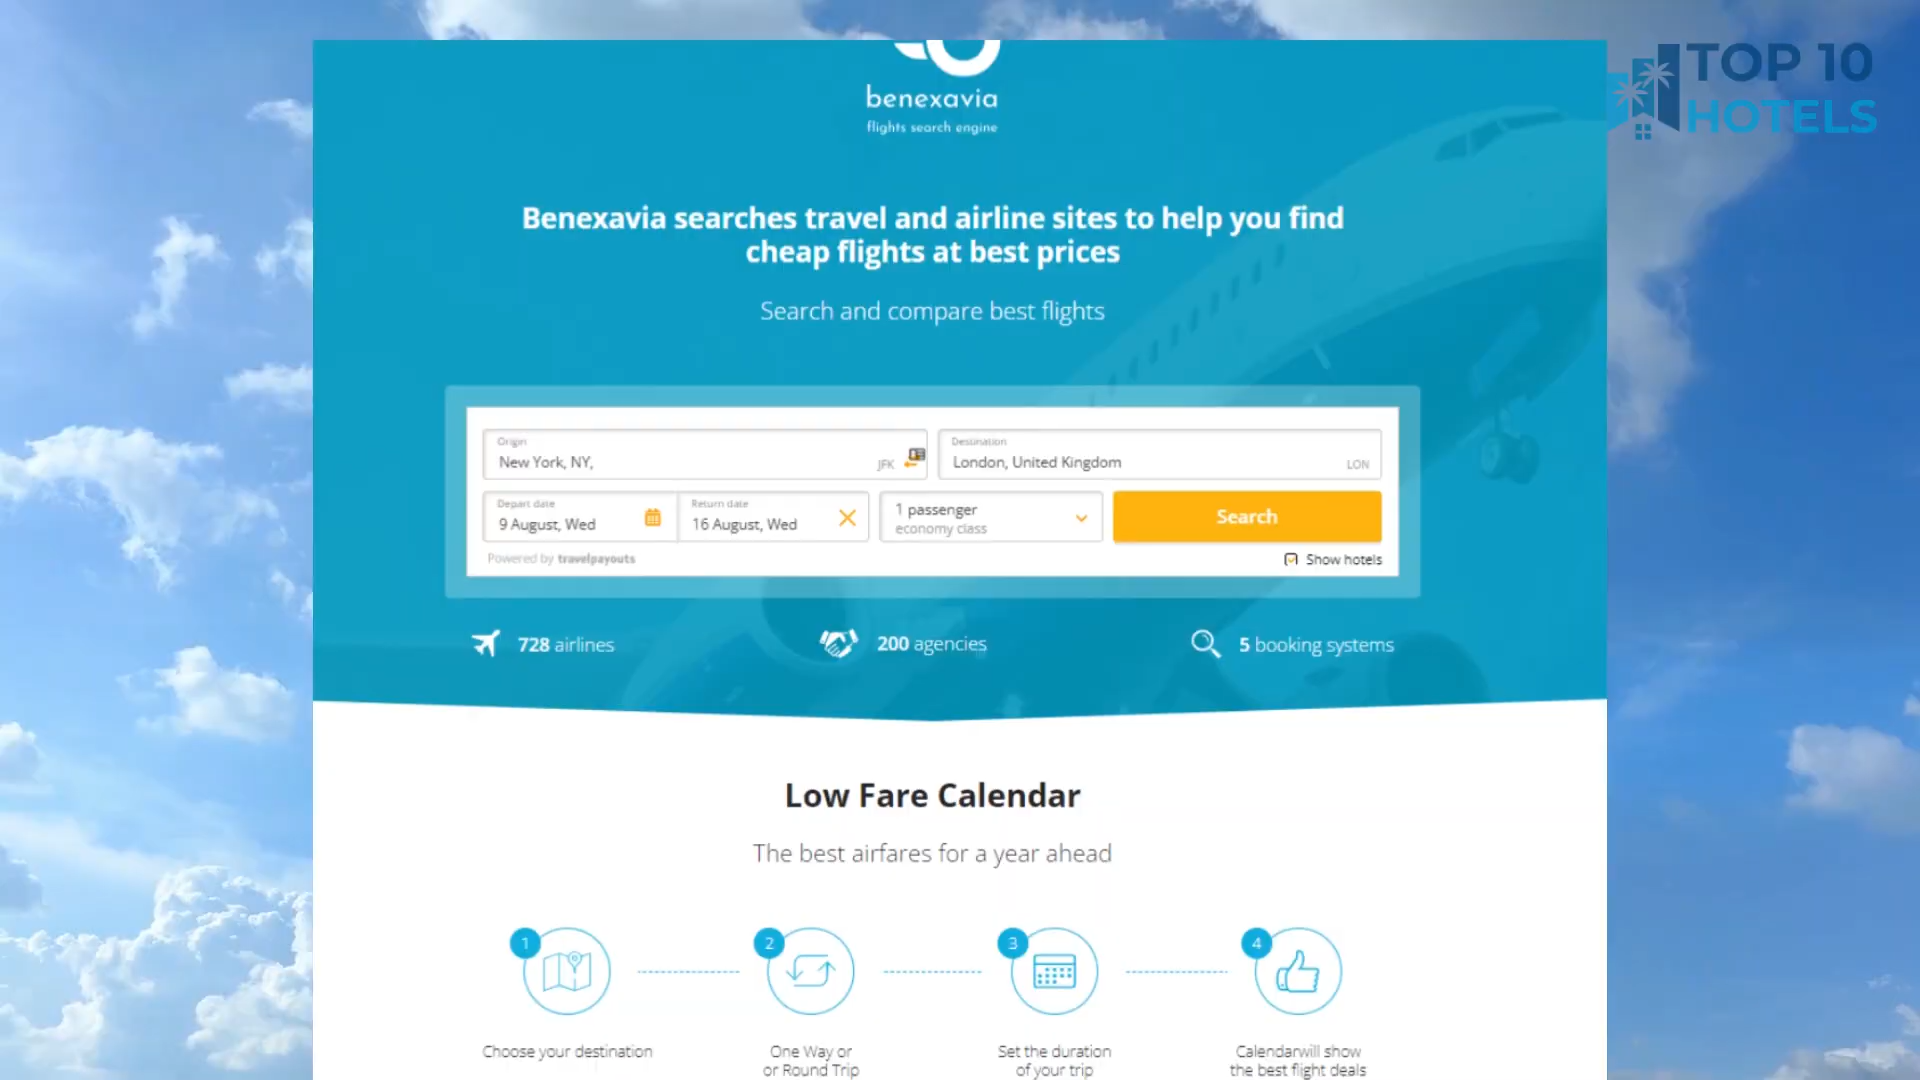 TOP 10
HOTELS
benexavia
flights search engine
Benexavia searches travel and airline sites to help you find
cheap flights at best prices
Search and compare best flights
Origin
New York, NY,
JFK
Destination
London, United Kingdom
LON
Depart date
9 August, Wed
Return date
16 August, Wed
1 passenger
economy class
Search
Powered by travelpayouts
Show hotels
728 airlines
200 agencies
5 booking systems
Low Fare Calendar
The best airfares for a year ahead
1
2
3
4
Choose your destination
One Way or
or Round Trip
Set the duration
of your trip
Calendarwill show
the best flight deals